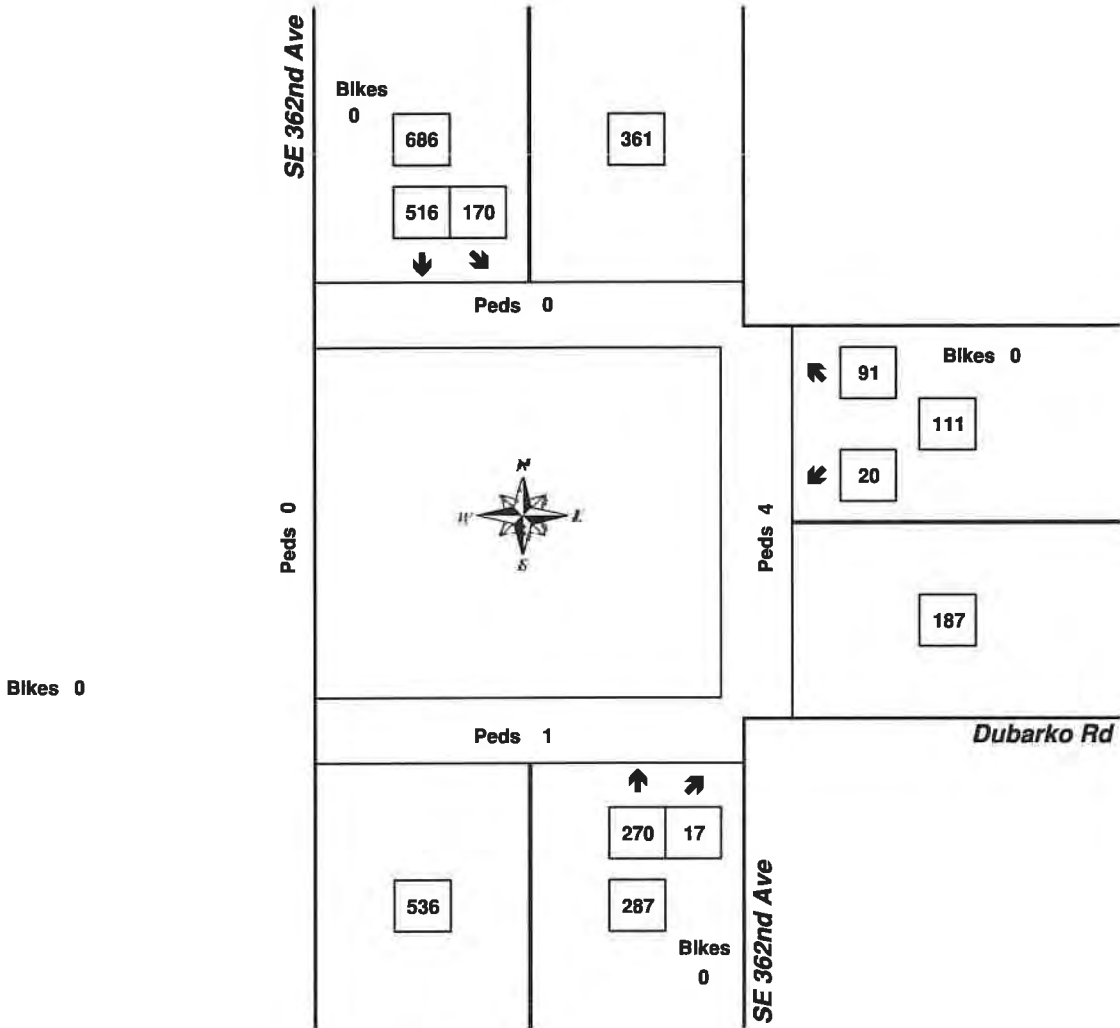 SE 362nd Ave
Bikes
0
686
361
516 170
Peds 0
91
Bikes 0
111
20
N
W E
S
Peds 0
Peds 4
187
Bikes 0
Peds 1
Dubarko Rd
270 17
536
287
Bikes
0
SE 362nd Ave